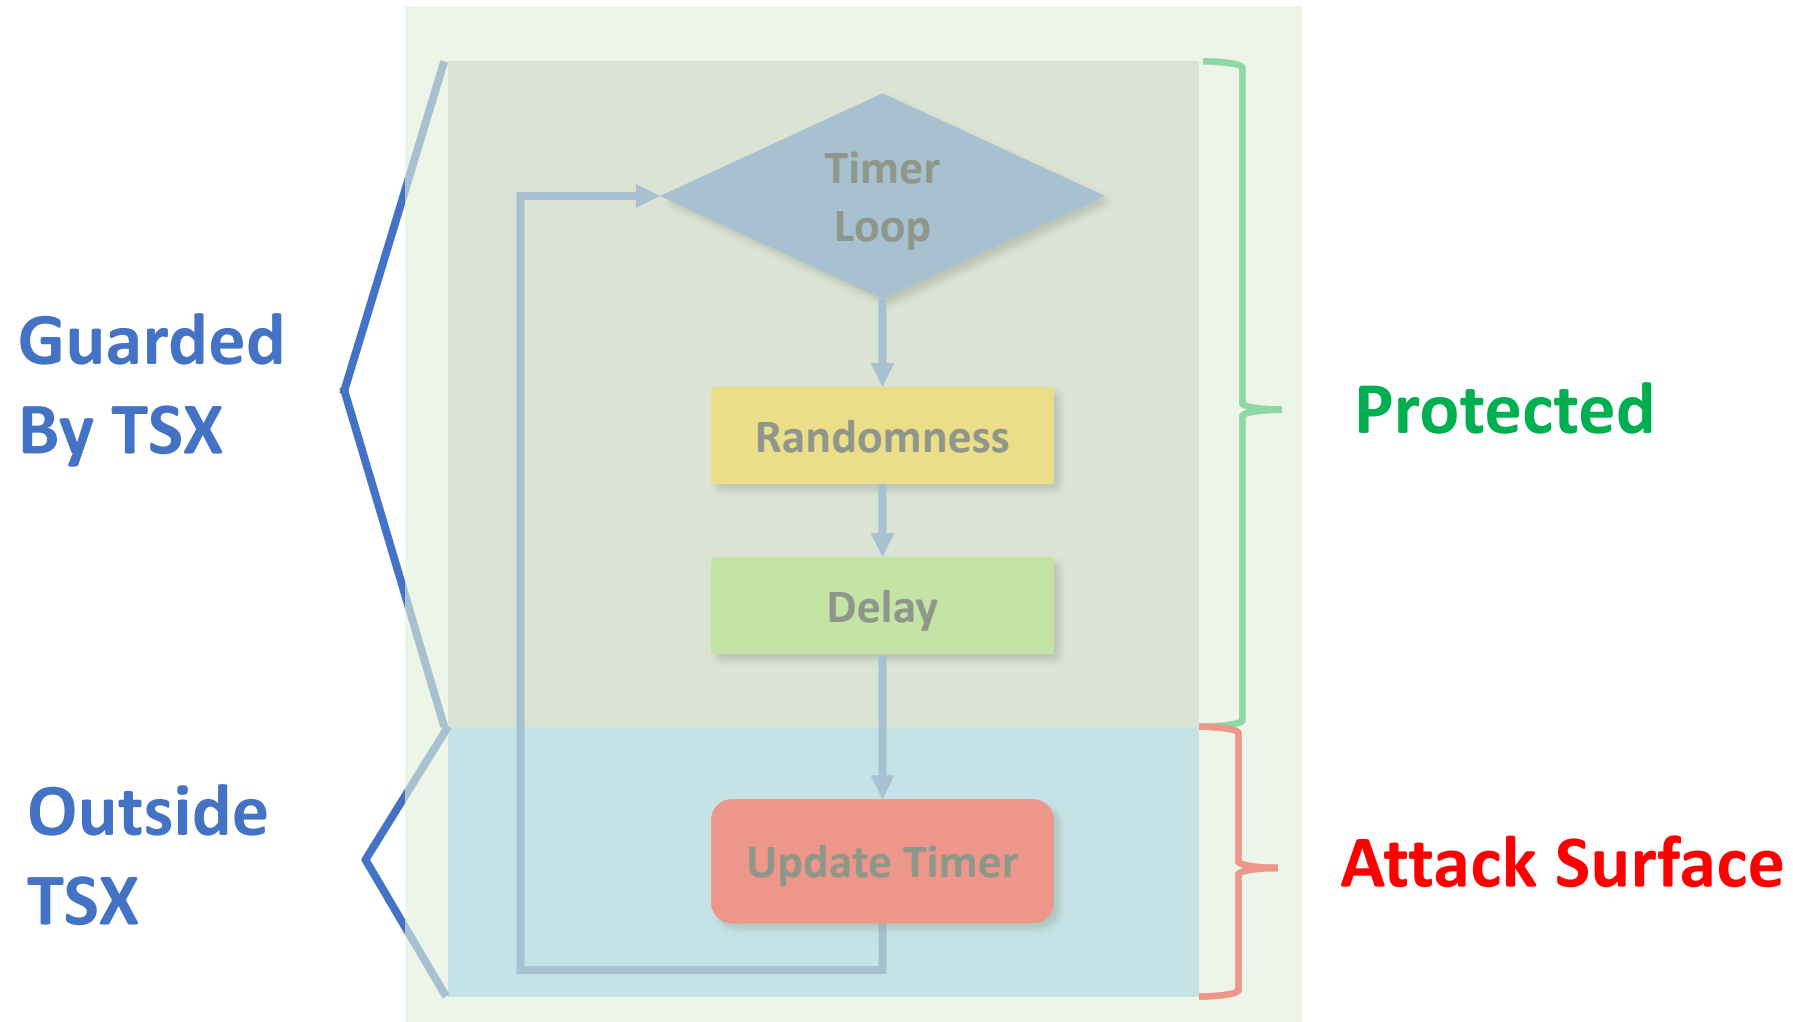 Timer
Loop
Guarded
By TSX
Randomness
Protected
Delay
Outside
TSX
Update Timer
Attack Surface